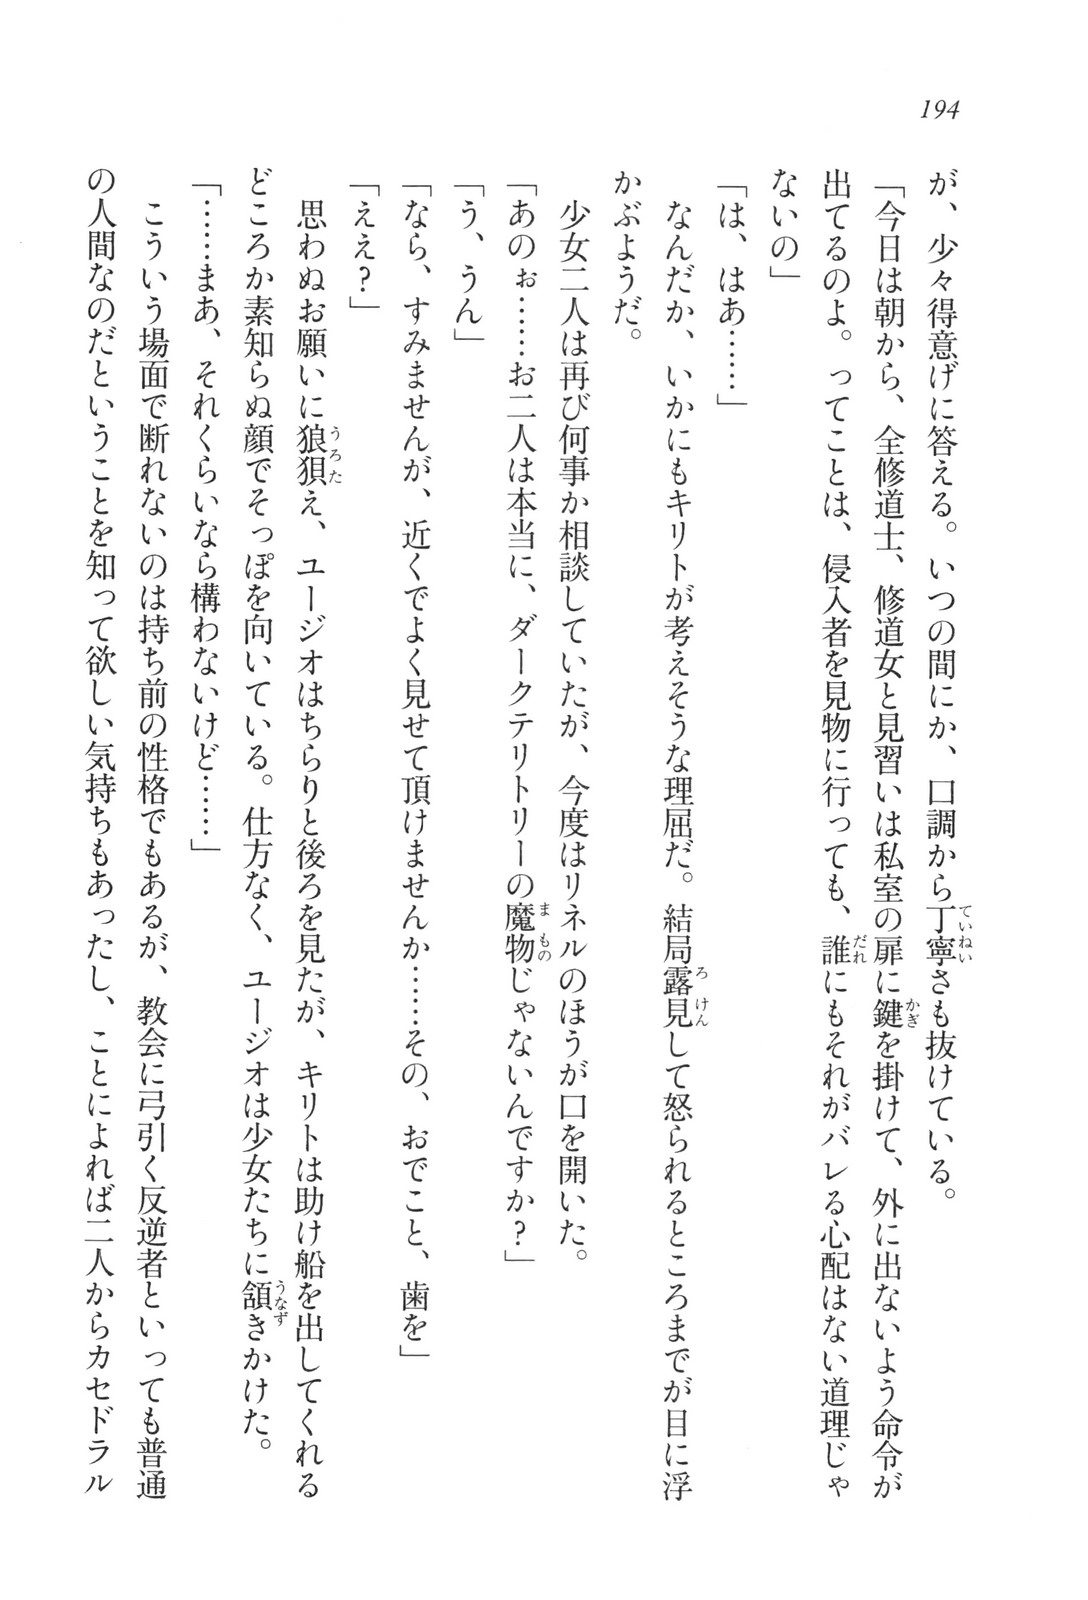 194
が、少々得意げに答える。いつの間にか、口調から丁寧さも抜けている。
「今日は朝から、全修道士、修道女と見習いは私室の扉に鍵を掛けて、外に出ないよう命令が
出てるのよ。ってことは、侵入者を見物に行っても、誰にもそれがバレる心配はない道理じゃ
ないの」
「は、はあ……」
なんだか、いかにもキリトが考えそうな理屈だ。結局露見して怒られるところまでが目に浮
かぶようだ。
少女二人は再び何事か相談していたが、今度はリネルのほうが口を開いた。
「あのぉ……お二人は本当に、ダークテリトリーの魔物じゃないんですか?」
「う、うん」
「なら、すみませんが、近くでよく見せて頂けませんか……その、おでこと、歯を」
「ええ?」
思わぬお願いに狼狽え、ユージオはちらりと後ろを見たが、キリトは助け船を出してくれる
どころか素知らぬ顔でそっぽを向いている。仕方なく、ユージオは少女たちに頷きかけた。
「……まあ、それくらいなら構わないけど……」
こういう場面で断れないのは持ち前の性格でもあるが、教会に弓引く反逆者といっても普通
の人間なのだということを知って欲しい気持ちもあったし、ことによれば二人からカセドラル